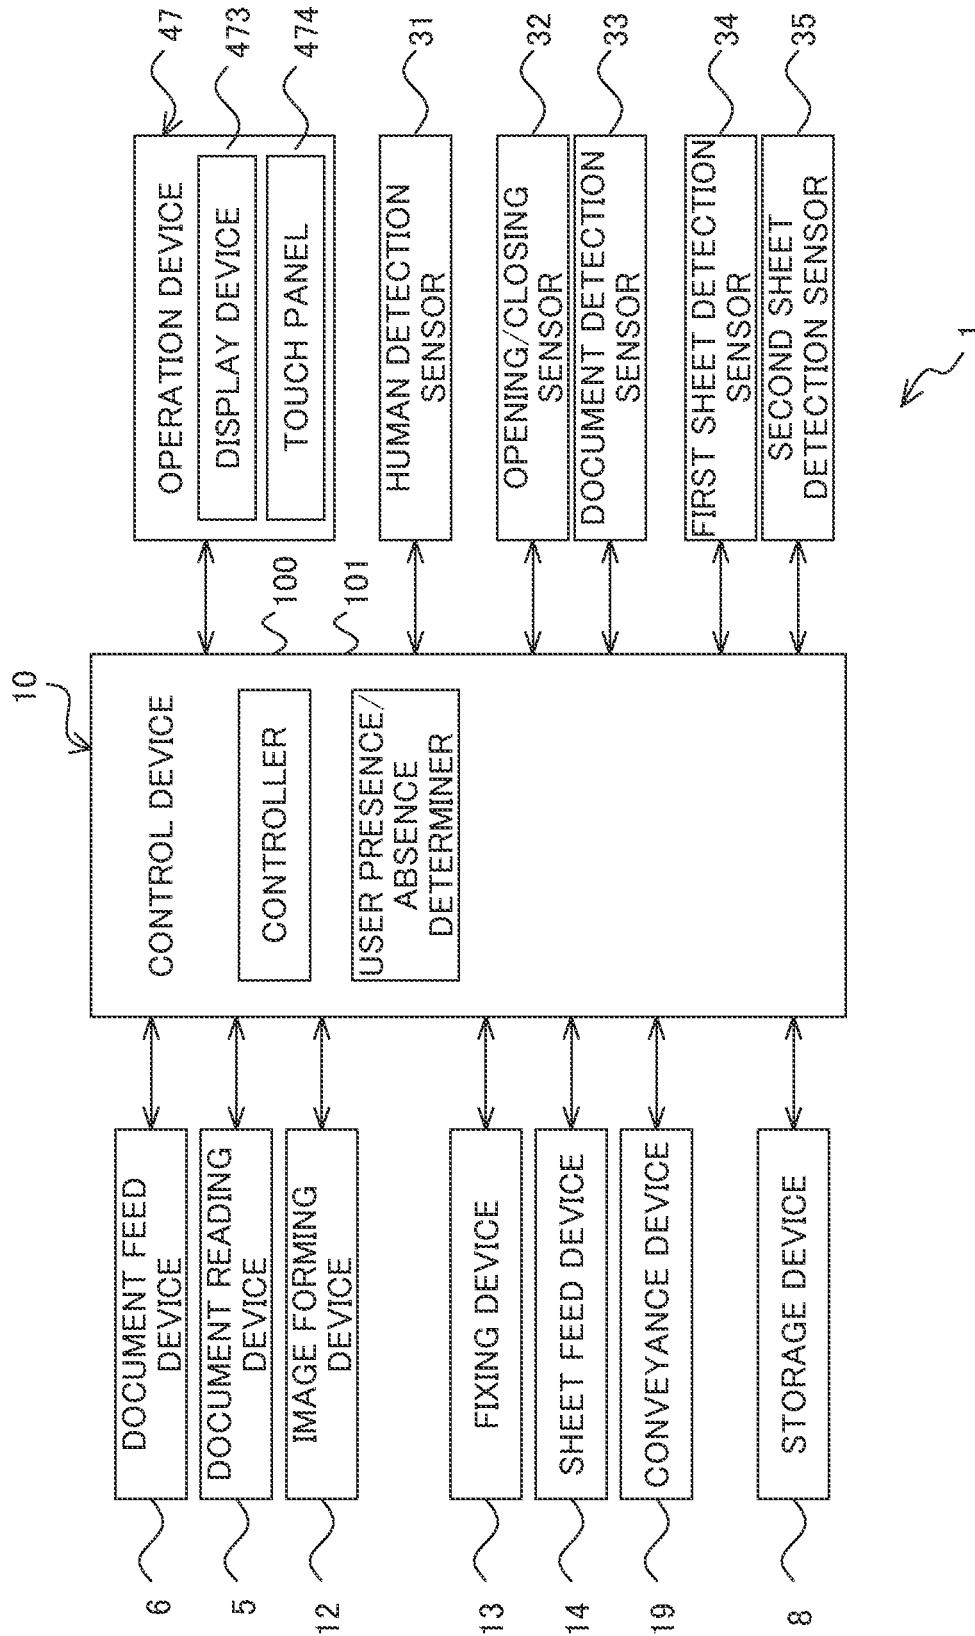 10
CONTROL DEVICE
CONTROLLER
100
USER PRESENCE/
ABSENCE
DETERMINER
101
6
DOCUMENT FEED
DEVICE
5
DOCUMENT READING
DEVICE
12
IMAGE FORMING
DEVICE
13
FIXING DEVICE
14
SHEET FEED DEVICE
19
CONVEYANCE DEVICE
8
STORAGE DEVICE
OPERATION DEVICE
47
DISPLAY DEVICE
473
TOUCH PANEL
474
HUMAN DETECTION
SENSOR
31
OPENING/CLOSING
SENSOR
32
DOCUMENT DETECTION
SENSOR
33
FIRST SHEET DETECTION
SENSOR
34
SECOND SHEET
DETECTION SENSOR
35
1